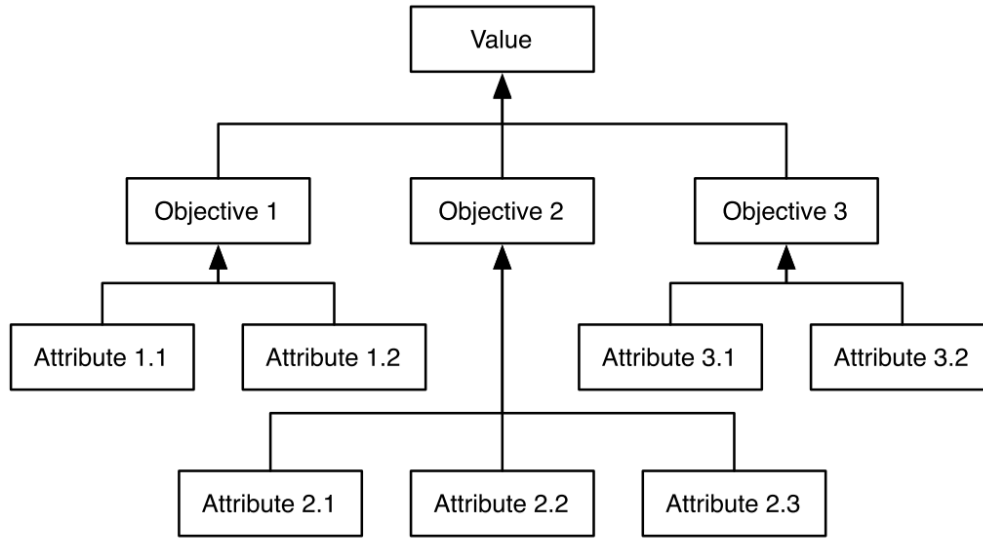 Value
Objective 1
Objective 2
Objective 3
Attribute 1.1
Attribute 1.2
Attribute 3.1
Attribute 3.2
Attribute 2.1
Attribute 2.2
Attribute 2.3